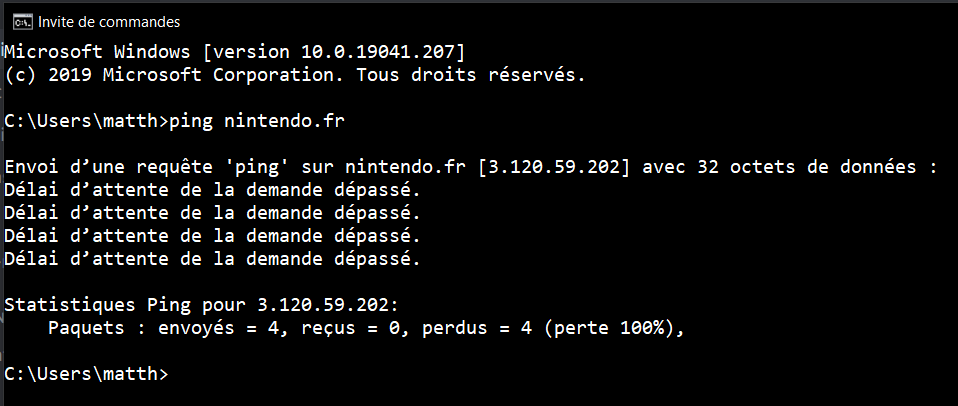 Invite de commandes
Microsoft Windows [version 10.0.19041.207]
(c) 2019 Microsoft Corporation. Tous droits réservés.
C:\Users\matth>ping nintendo.fr
Envoi d’une requête 'ping' sur nintendo.fr [3.120.59.202] avec 32 octets de données :
Délai d’attente de la demande dépassé.
Délai d’attente de la demande dépassé.
Délai d’attente de la demande dépassé.
Délai d’attente de la demande dépassé.
Statistiques Ping pour 3.120.59.202:
    Paquets : envoyés = 4, reçus = 0, perdus = 4 (perte 100%),
C:\Users\matth>